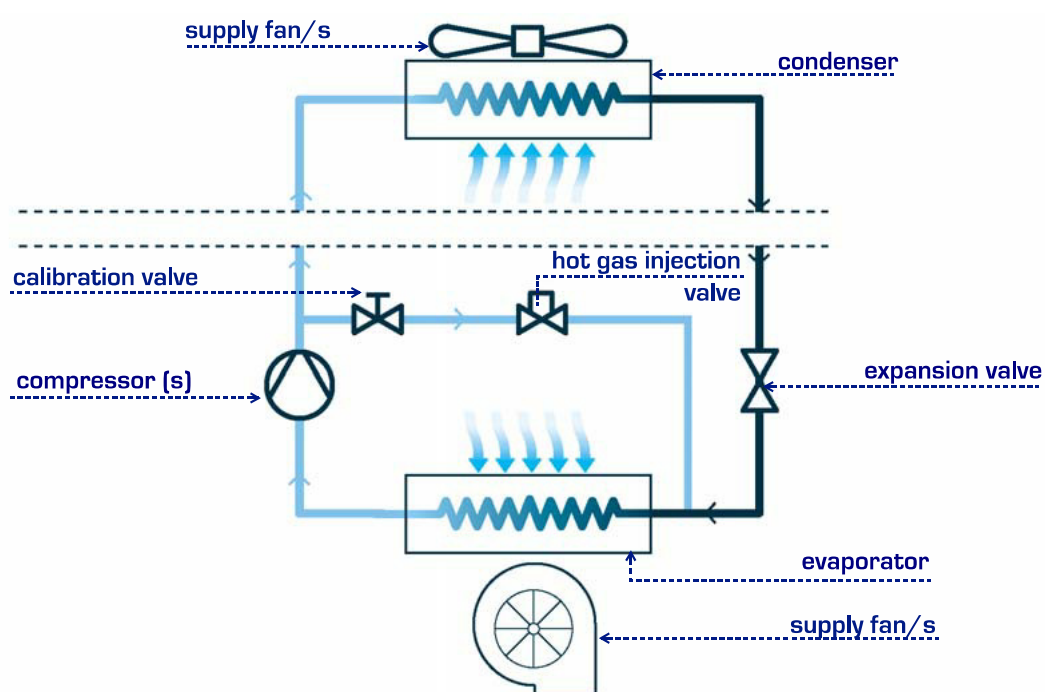 supply fan/s
condenser
hot gas injection
valve
calibration valve
compressor (s)
expansion valve
evaporator
supply fan/s